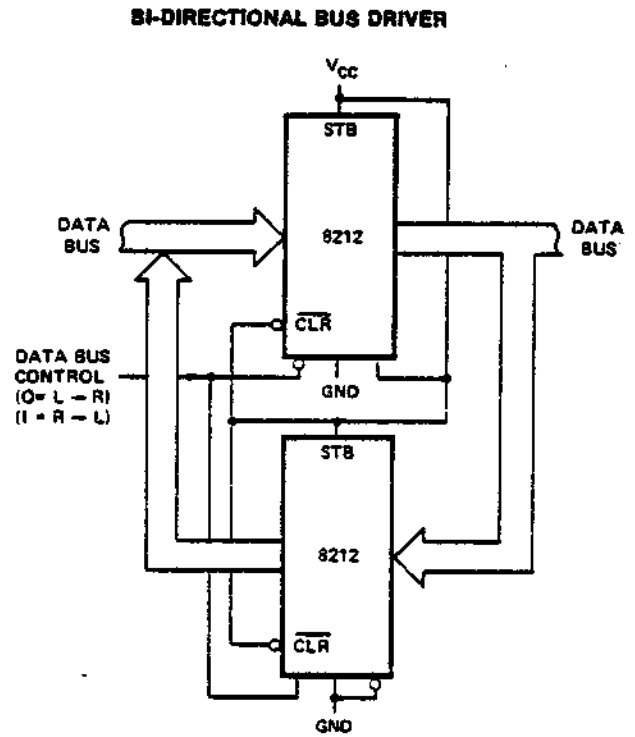 BI-DIRECTIONAL BUS DRIVER
VCC
STB
DATA
BUS
8212
DATA
BUS
CLR
DATA BUS
CONTROL
(0= L → R)
(1 = R → L)
GND
STB
8212
CLR
GND